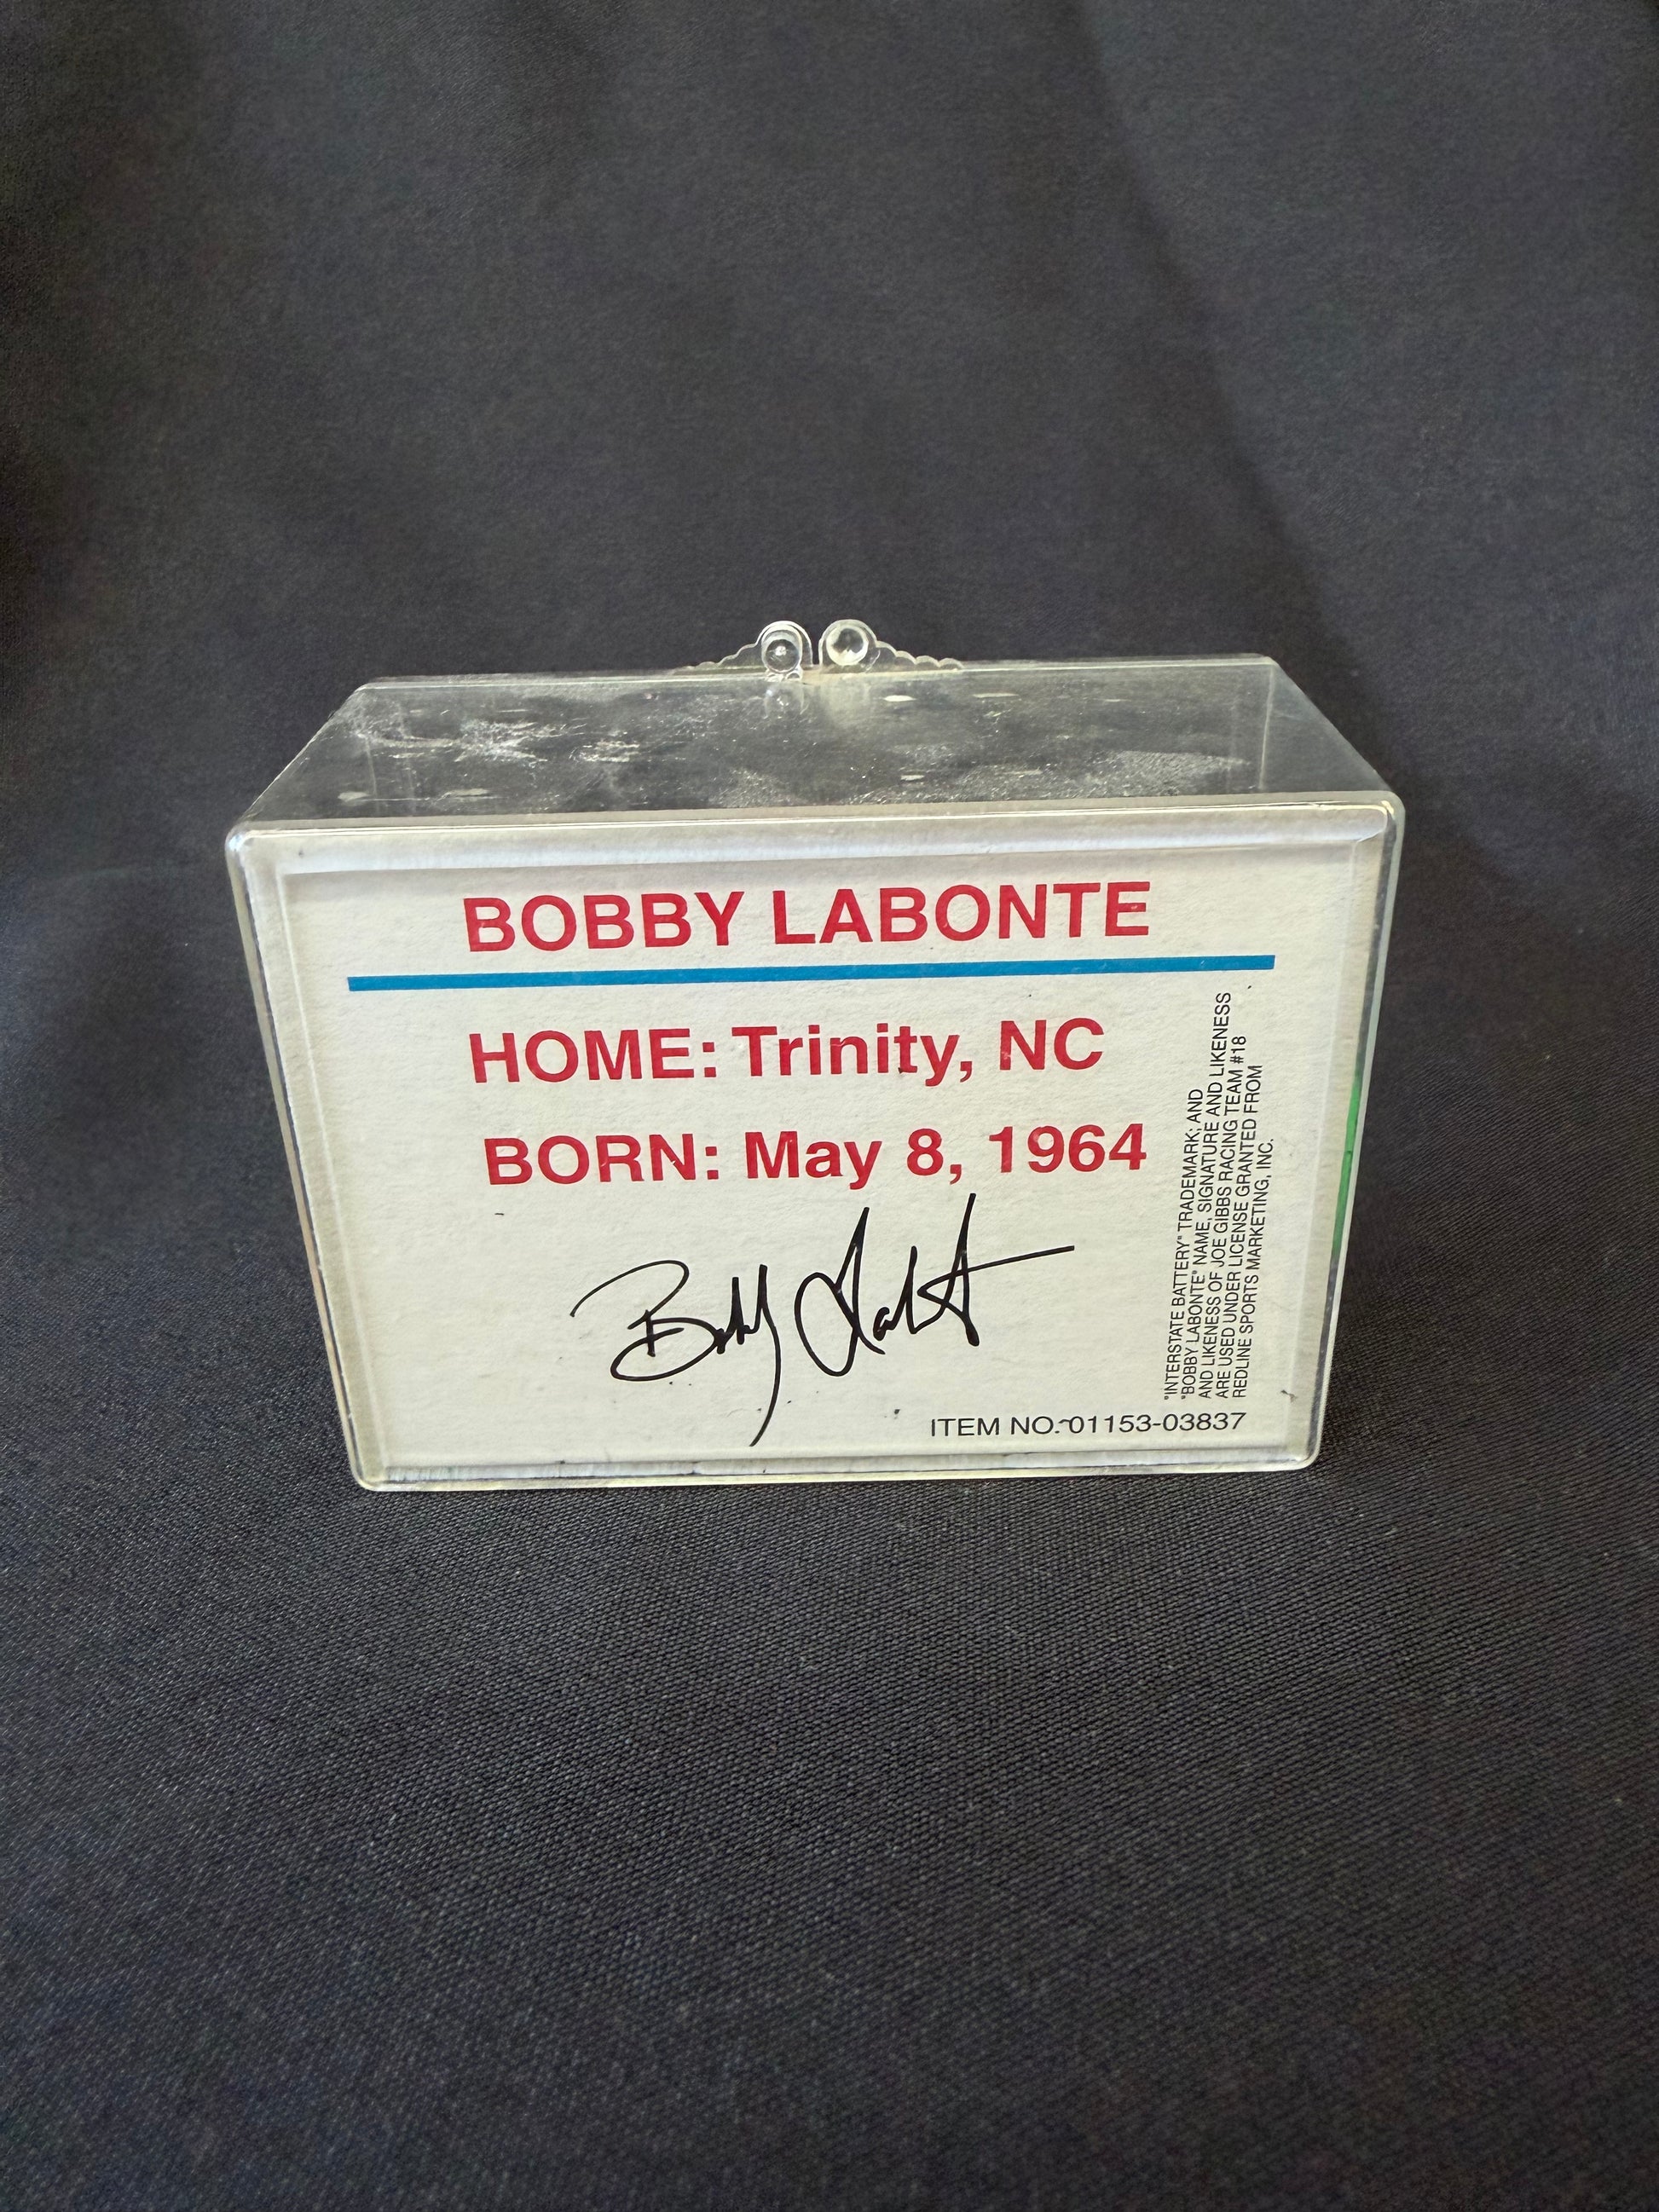 BOBBY LABONTE
HOME: Trinity, NC
BORN: May 8, 1964
Bobby Labonte
"INTERSTATE BATTERY" TRADEMARK; AND
"BOBBY LABONTE" NAME, SIGNATURE AND LIKENESS
AND LIKENESS OF JOE GIBBS RACING TEAM #18
ARE USED UNDER LICENSE GRANTED FROM
REDLINE SPORTS MARKETING, INC.
ITEM NO. 01153-03837